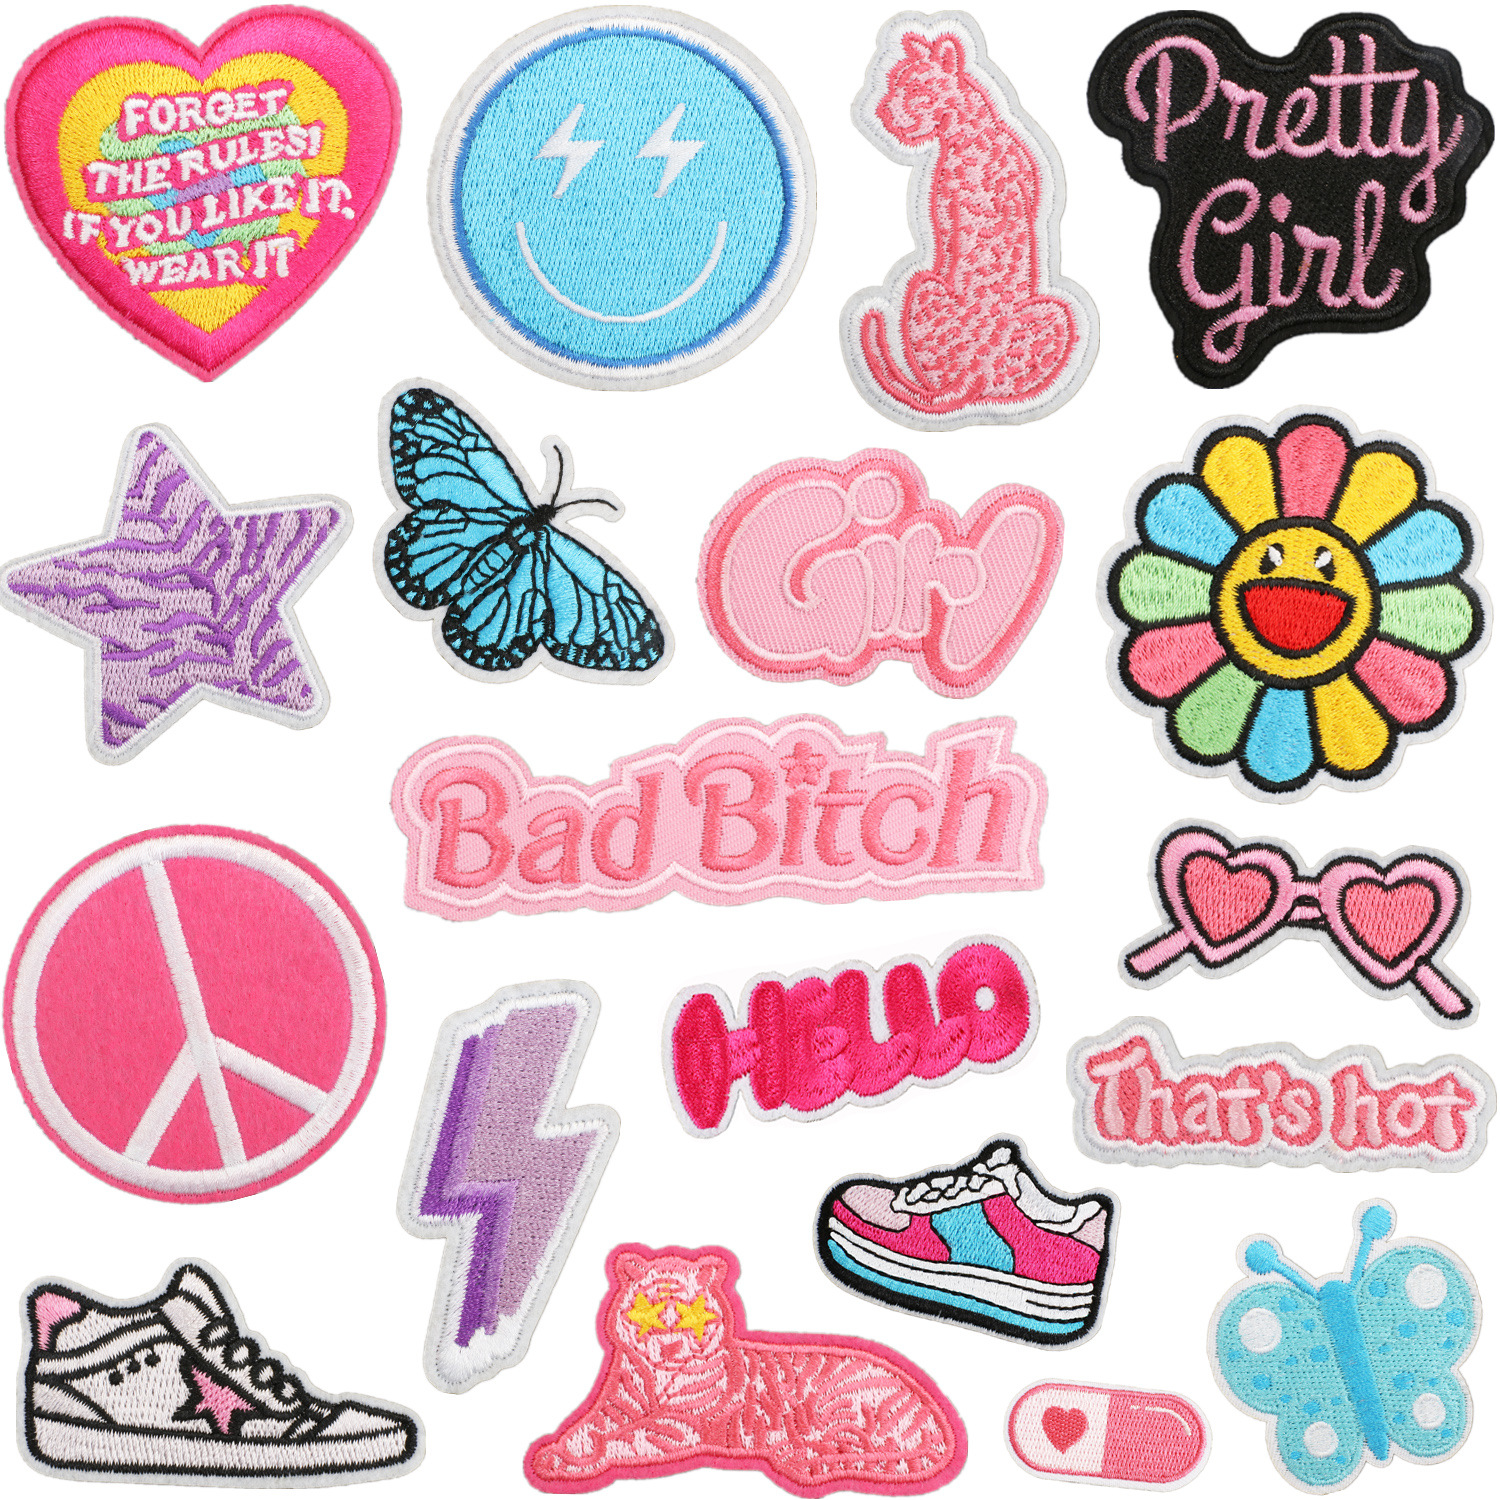 FORGET
THE RULES!
IF YOU LIKE IT.
WEAR IT
Pretty
Girl
Girl
Bad Bitch
HELLO
That's hot